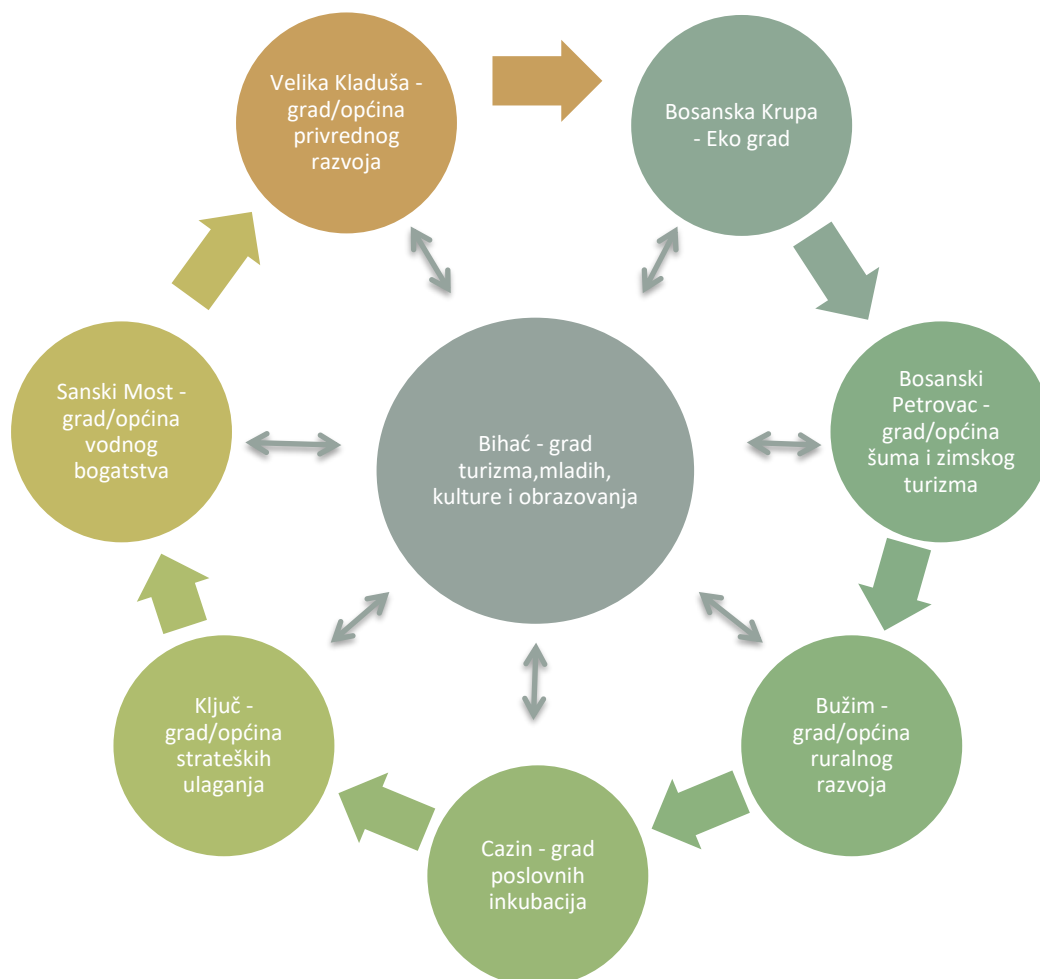 Velika Kladuša -
grad/općina
privrednog
razvoja
Bosanska Krupa
- Eko grad
Bosanski
Petrovac -
grad/općina
šuma i zimskog
turizma
Bužim -
grad/općina
ruralnog
razvoja
Cazin - grad
poslovnih
inkubacija
Ključ -
grad/općina
strateških
ulaganja
Sanski Most -
grad/općina
vodnog
bogatstva
Bihać - grad
turizma,mladih,
kulture i obrazovanja